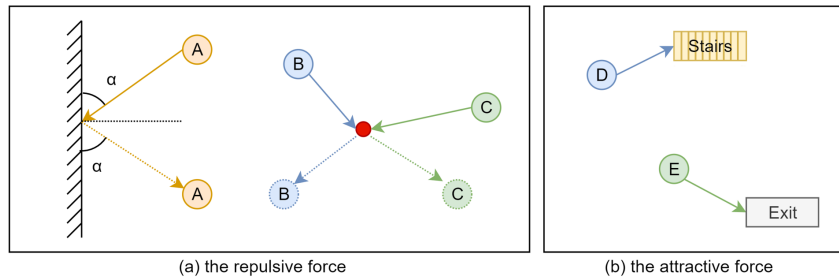 A
α
α
A
B
C
B
C
(a) the repulsive force
D
Stairs
E
Exit
(b) the attractive force